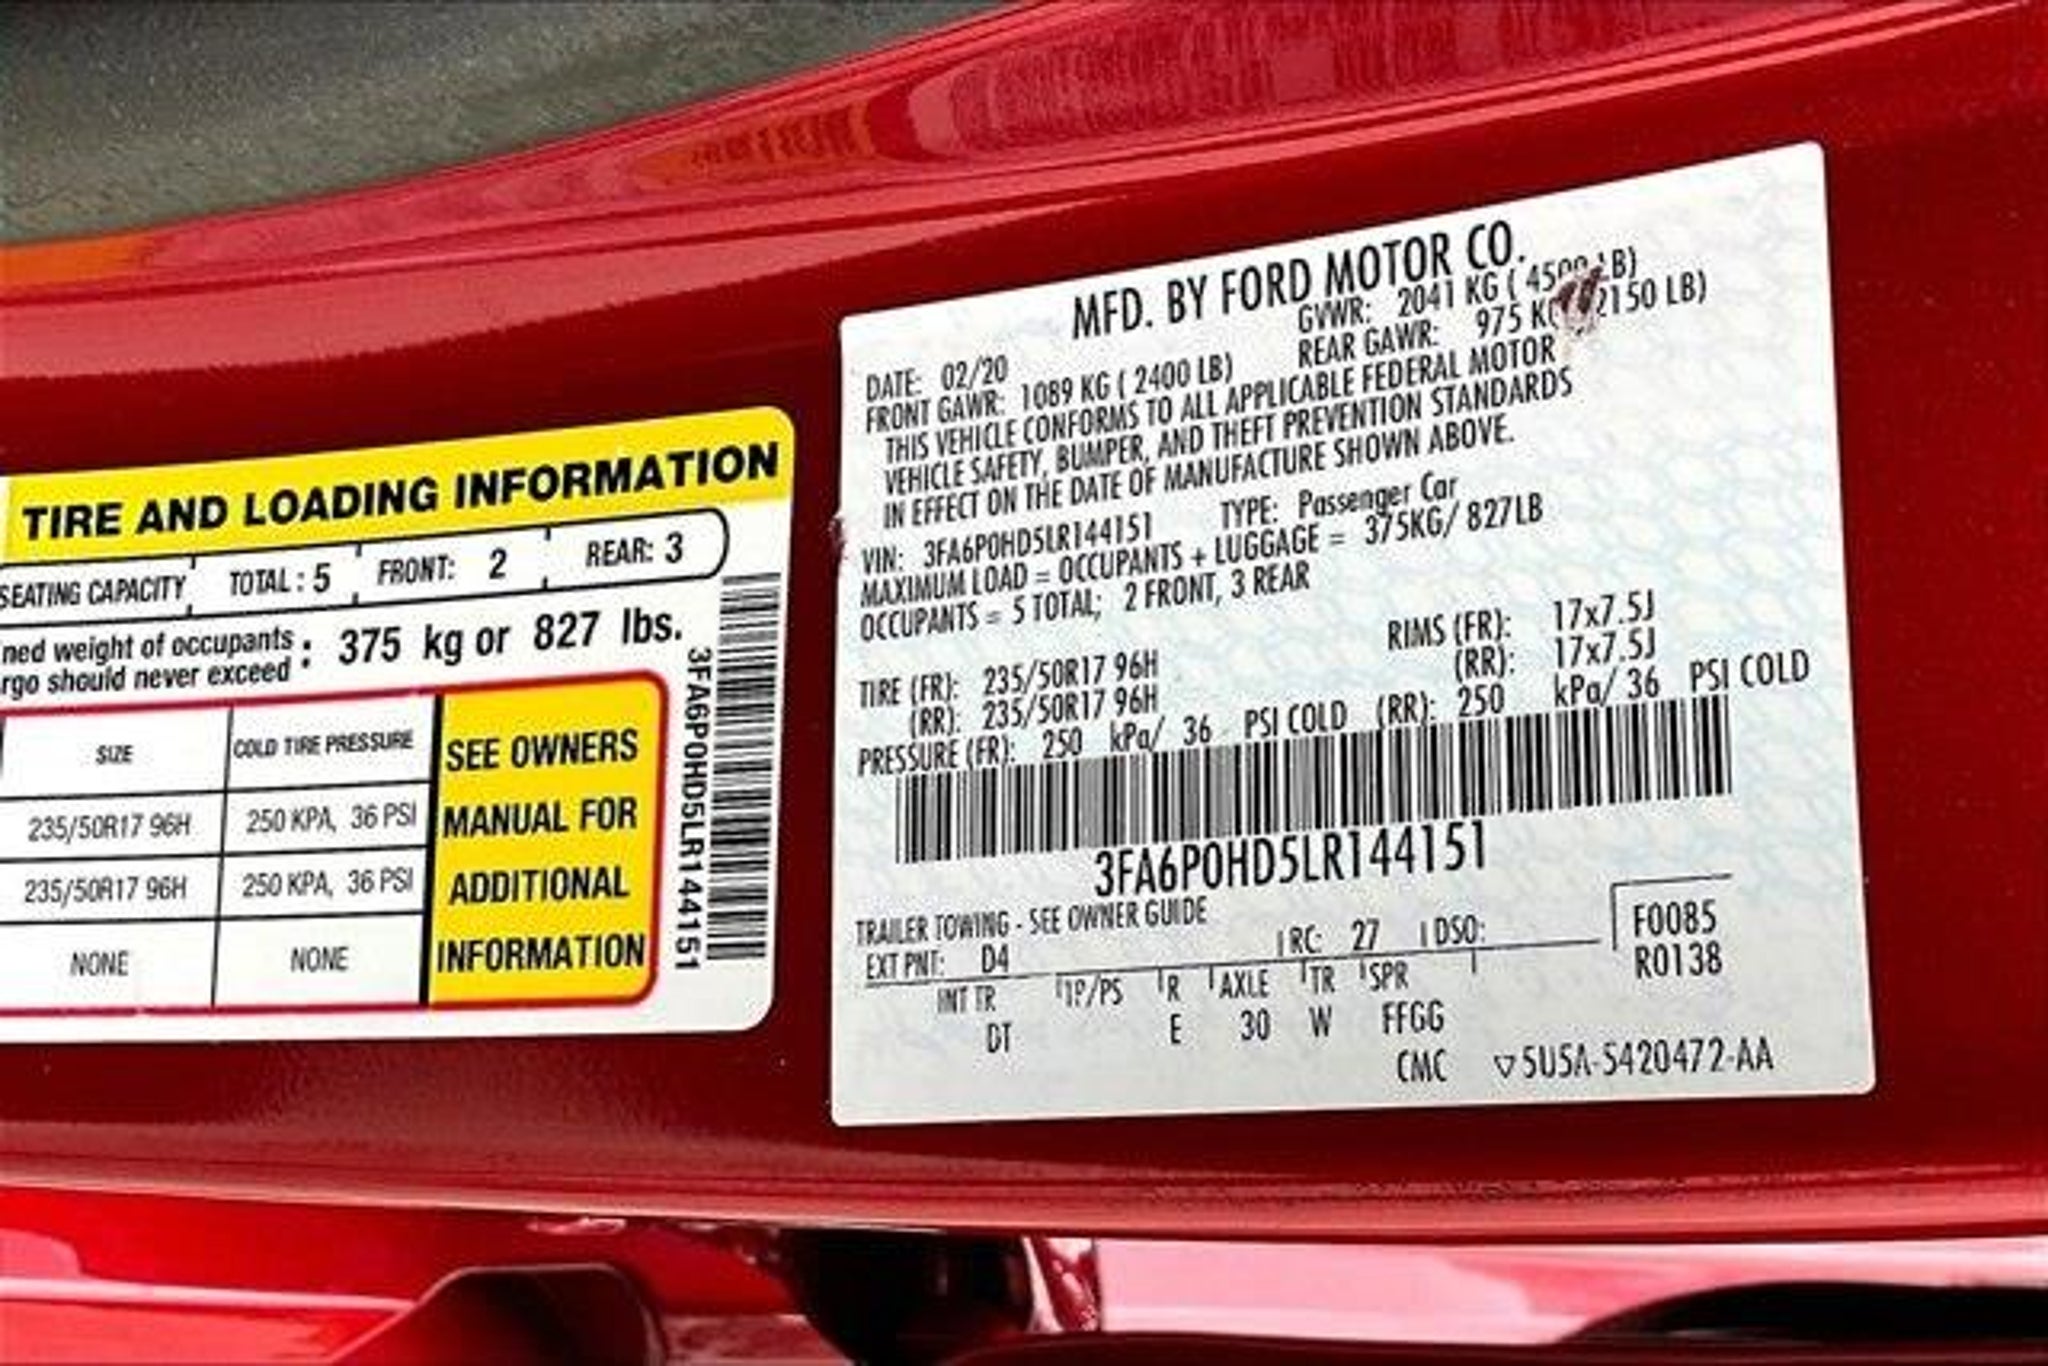 TIRE AND LOADING INFORMATION
SEATING CAPACITY TOTAL : 5 FRONT: 2 REAR: 3
ned weight of occupants
rgo should never exceed : 375 kg or 827 lbs.
SIZE COLD TIRE PRESSURE
235/50R17 96H 250 KPA, 36 PSI
235/50R17 96H 250 KPA, 36 PSI
NONE NONE
SEE OWNERS
MANUAL FOR
ADDITIONAL
INFORMATION
3FA6P0HD5LR144151
MFD. BY FORD MOTOR CO.
DATE: 02/20 GVWR: 2041 KG ( 4500 LB)
FRONT GAWR: 1089 KG ( 2400 LB) REAR GAWR: 975 KG 2150 LB)
THIS VEHICLE CONFORMS TO ALL APPLICABLE FEDERAL MOTOR
VEHICLE SAFETY, BUMPER, AND THEFT PREVENTION STANDARDS
IN EFFECT ON THE DATE OF MANUFACTURE SHOWN ABOVE.
VIN: 3FA6P0HD5LR144151 TYPE: Passenger Car
MAXIMUM LOAD = OCCUPANTS + LUGGAGE = 375KG/ 827LB
OCCUPANTS = 5 TOTAL; 2 FRONT, 3 REAR
TIRE (FR): 235/50R17 96H RIMS (FR): 17x7.5J
(RR): 235/50R17 96H (RR): 17x7.5J
PRESSURE (FR): 250 kPa/ 36 PSI COLD (RR): 250 kPa/ 36 PSI COLD
3FA6P0HD5LR144151
TRAILER TOWING - SEE OWNER GUIDE
EXT PNT: D4 RC: 27 DSO: F0085
R0138
INT TR TP/PS R AXLE TR SPR
DT E 30 W FFGG
CMC ▽5U5A-5420472-AA